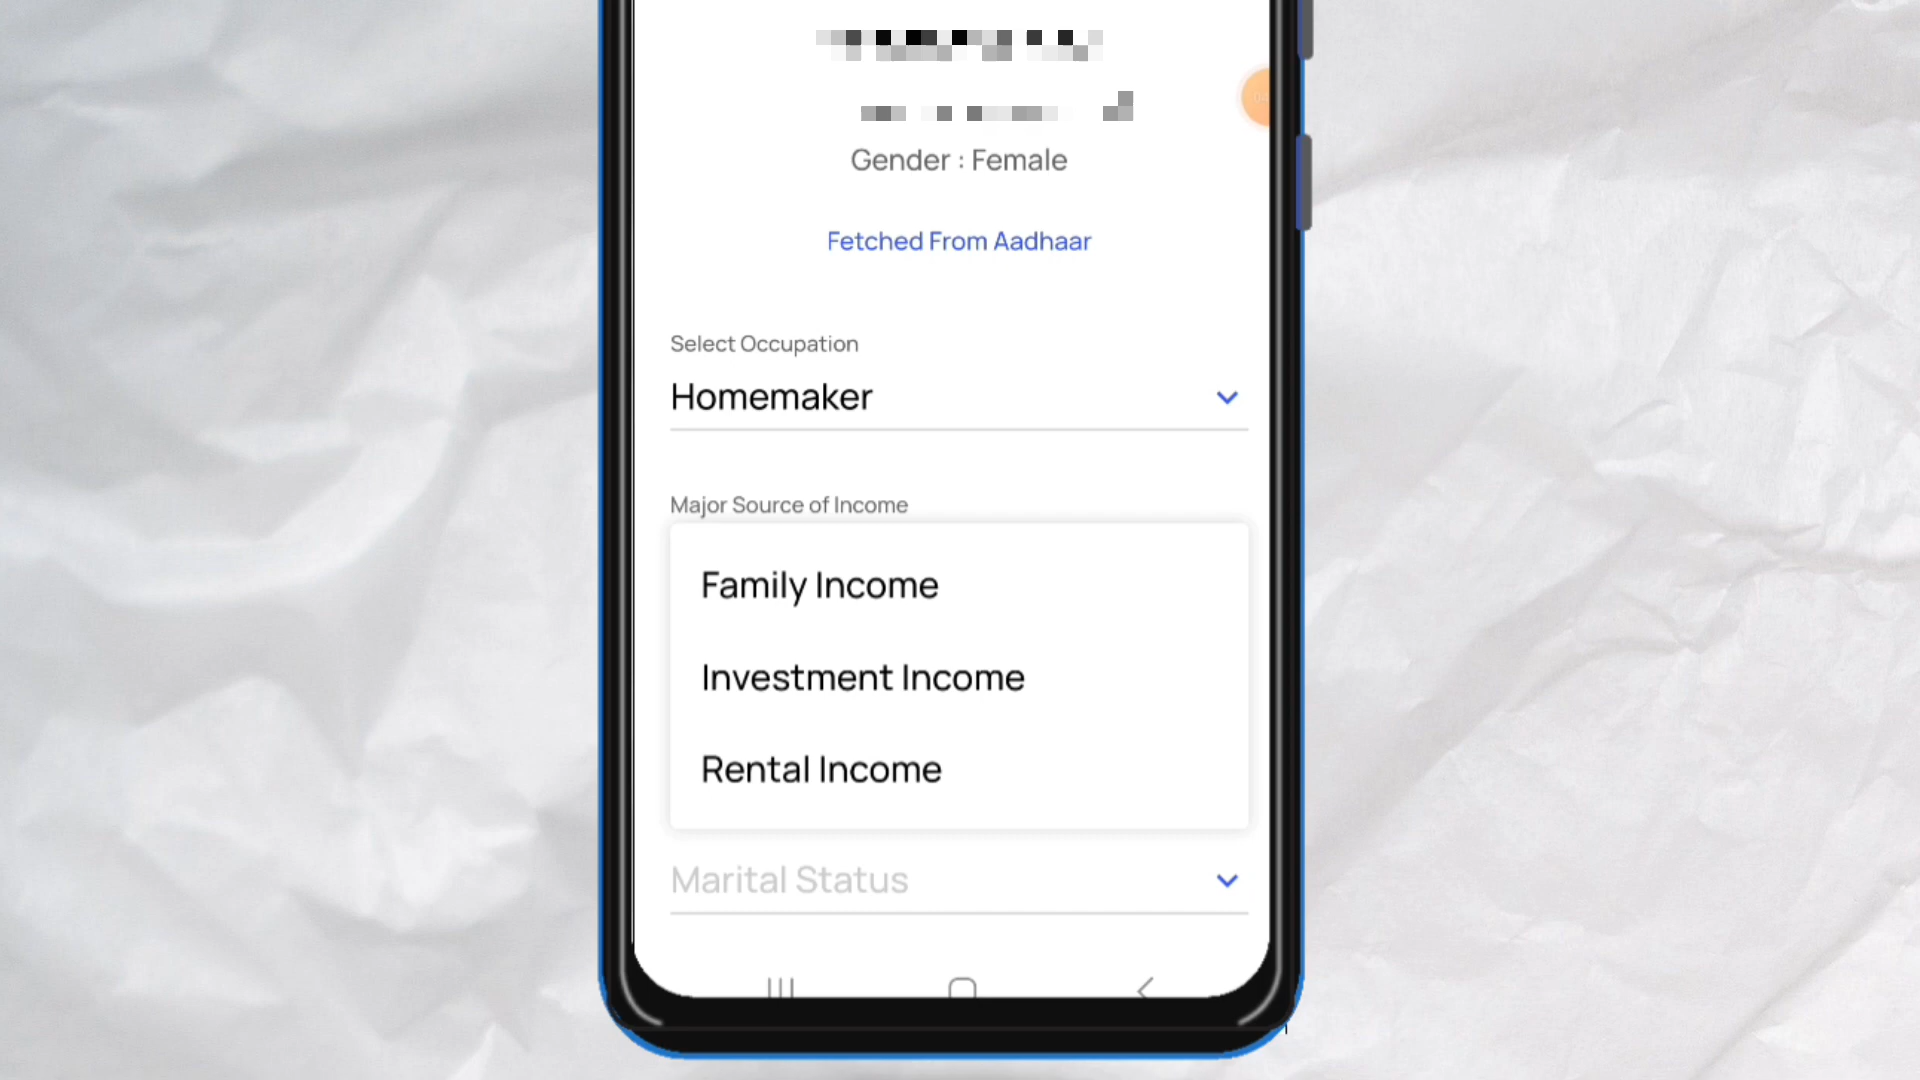 Gender : Female
Fetched From Aadhaar
Select Occupation
Homemaker
Major Source of Income
Family Income
Investment Income
Rental Income
Marital Status